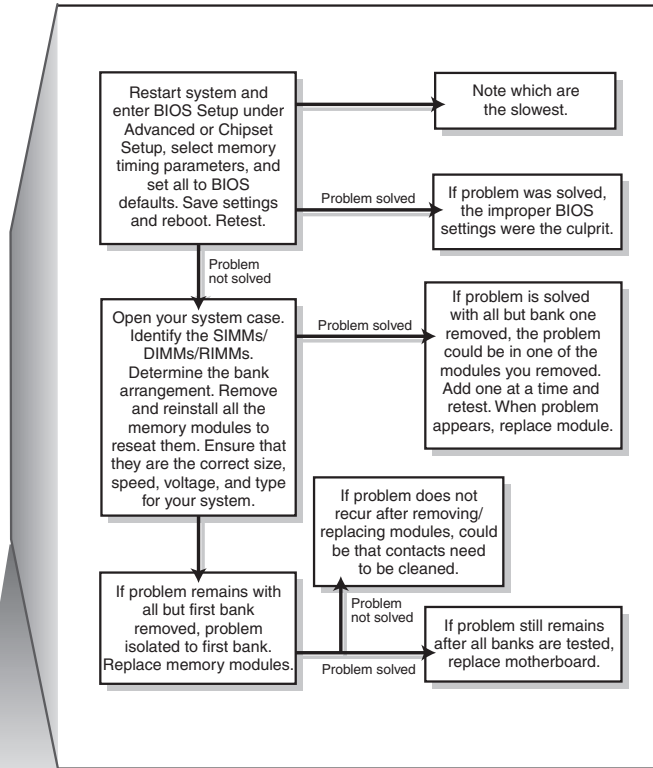 Restart system and
enter BIOS Setup under
Advanced or Chipset
Setup, select memory
timing parameters, and
set all to BIOS
defaults. Save settings
and reboot. Retest.
Note which are
the slowest.
Problem solved
If problem was solved,
the improper BIOS
settings were the culprit.
Problem
not solved
Open your system case.
Identify the SIMMs/
DIMMs/RIMMs.
Determine the bank
arrangement. Remove
and reinstall all the
memory modules to
reseat them. Ensure that
they are the correct size,
speed, voltage, and type
for your system.
Problem solved
If problem is solved
with all but bank one
removed, the problem
could be in one of the
modules you removed.
Add one at a time and
retest. When problem
appears, replace module.
If problem does not
recur after removing/
replacing modules, could
be that contacts need
to be cleaned.
If problem remains with
all but first bank
removed, problem
isolated to first bank.
Replace memory modules.
Problem
not solved
Problem solved
If problem still remains
after all banks are tested,
replace motherboard.